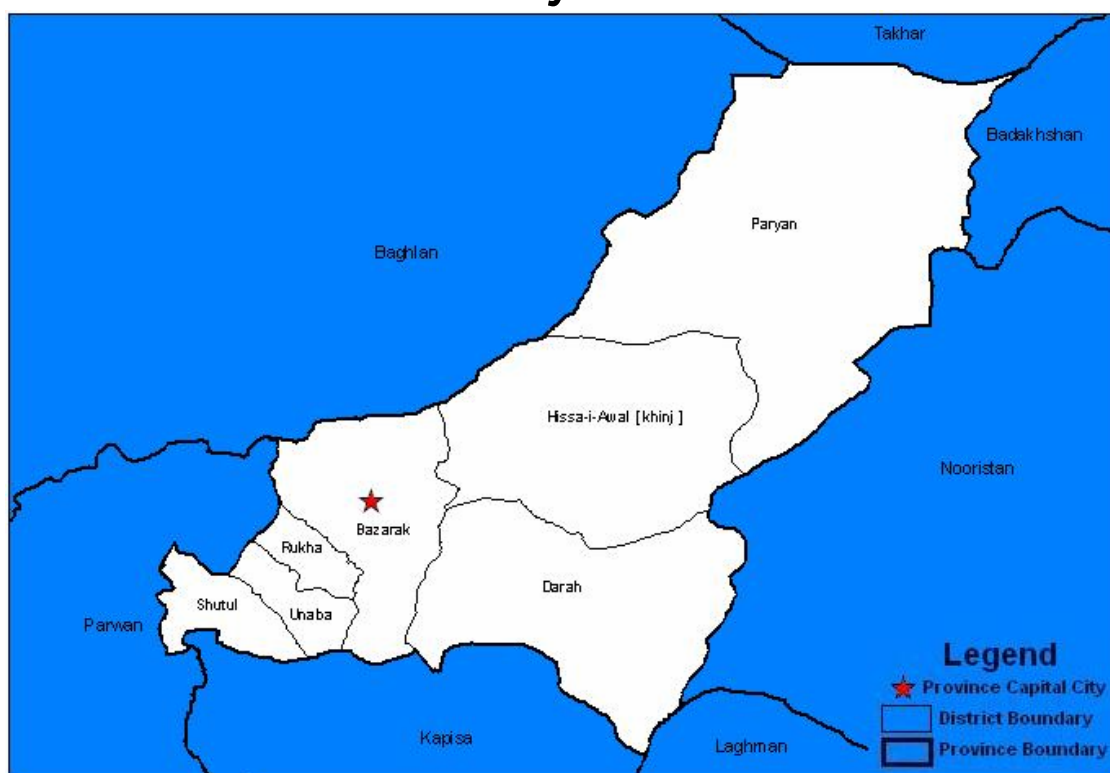 Takhar
Badakhshan
Paryan
Baghlan
Hissa-i-Awal [khinj]
Nooristan
Bazarak
Rukha
Darah
Shutul
Unaba
Parwan
Kapisa
Laghman
Legend
Province Capital City
District Boundary
Province Boundary